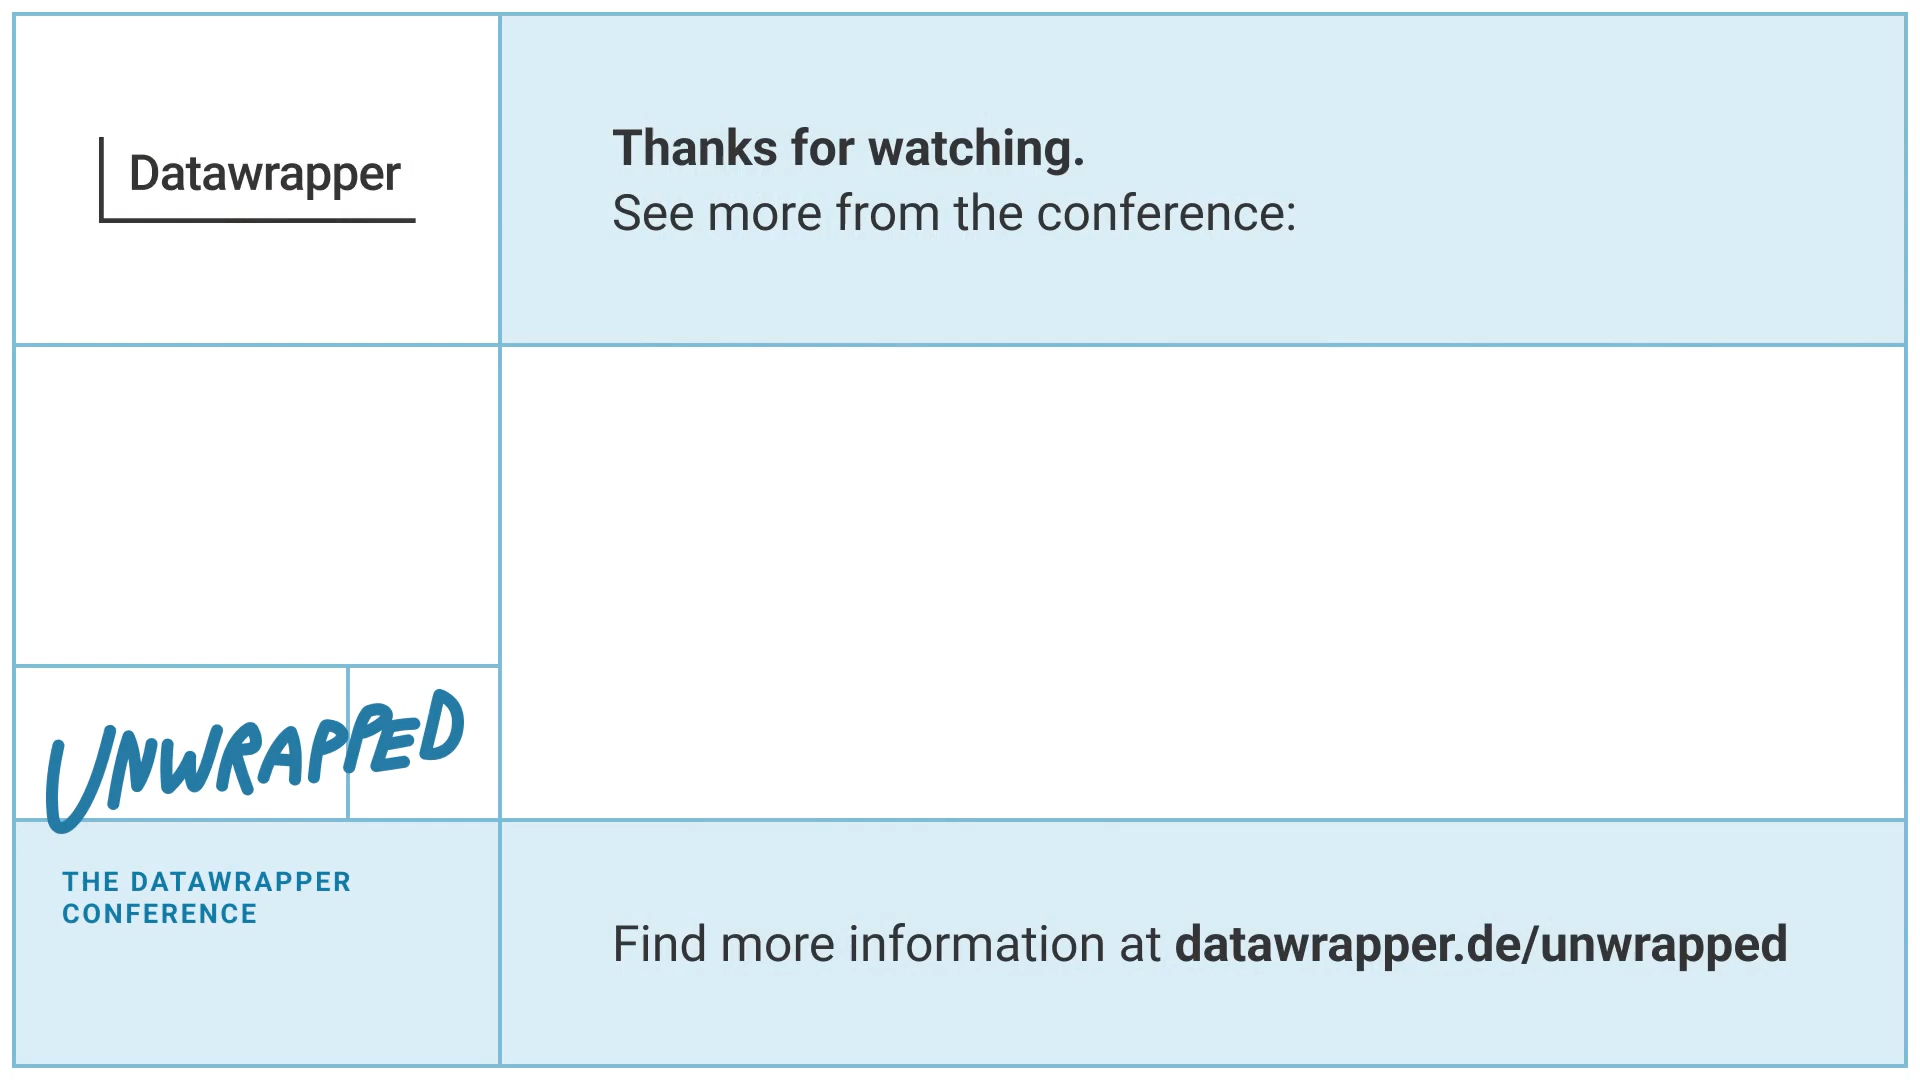 Datawrapper
Thanks for watching.
See more from the conference:
UNWRAPPED
THE DATAWRAPPER
CONFERENCE
Find more information at datawrapper.de/unwrapped